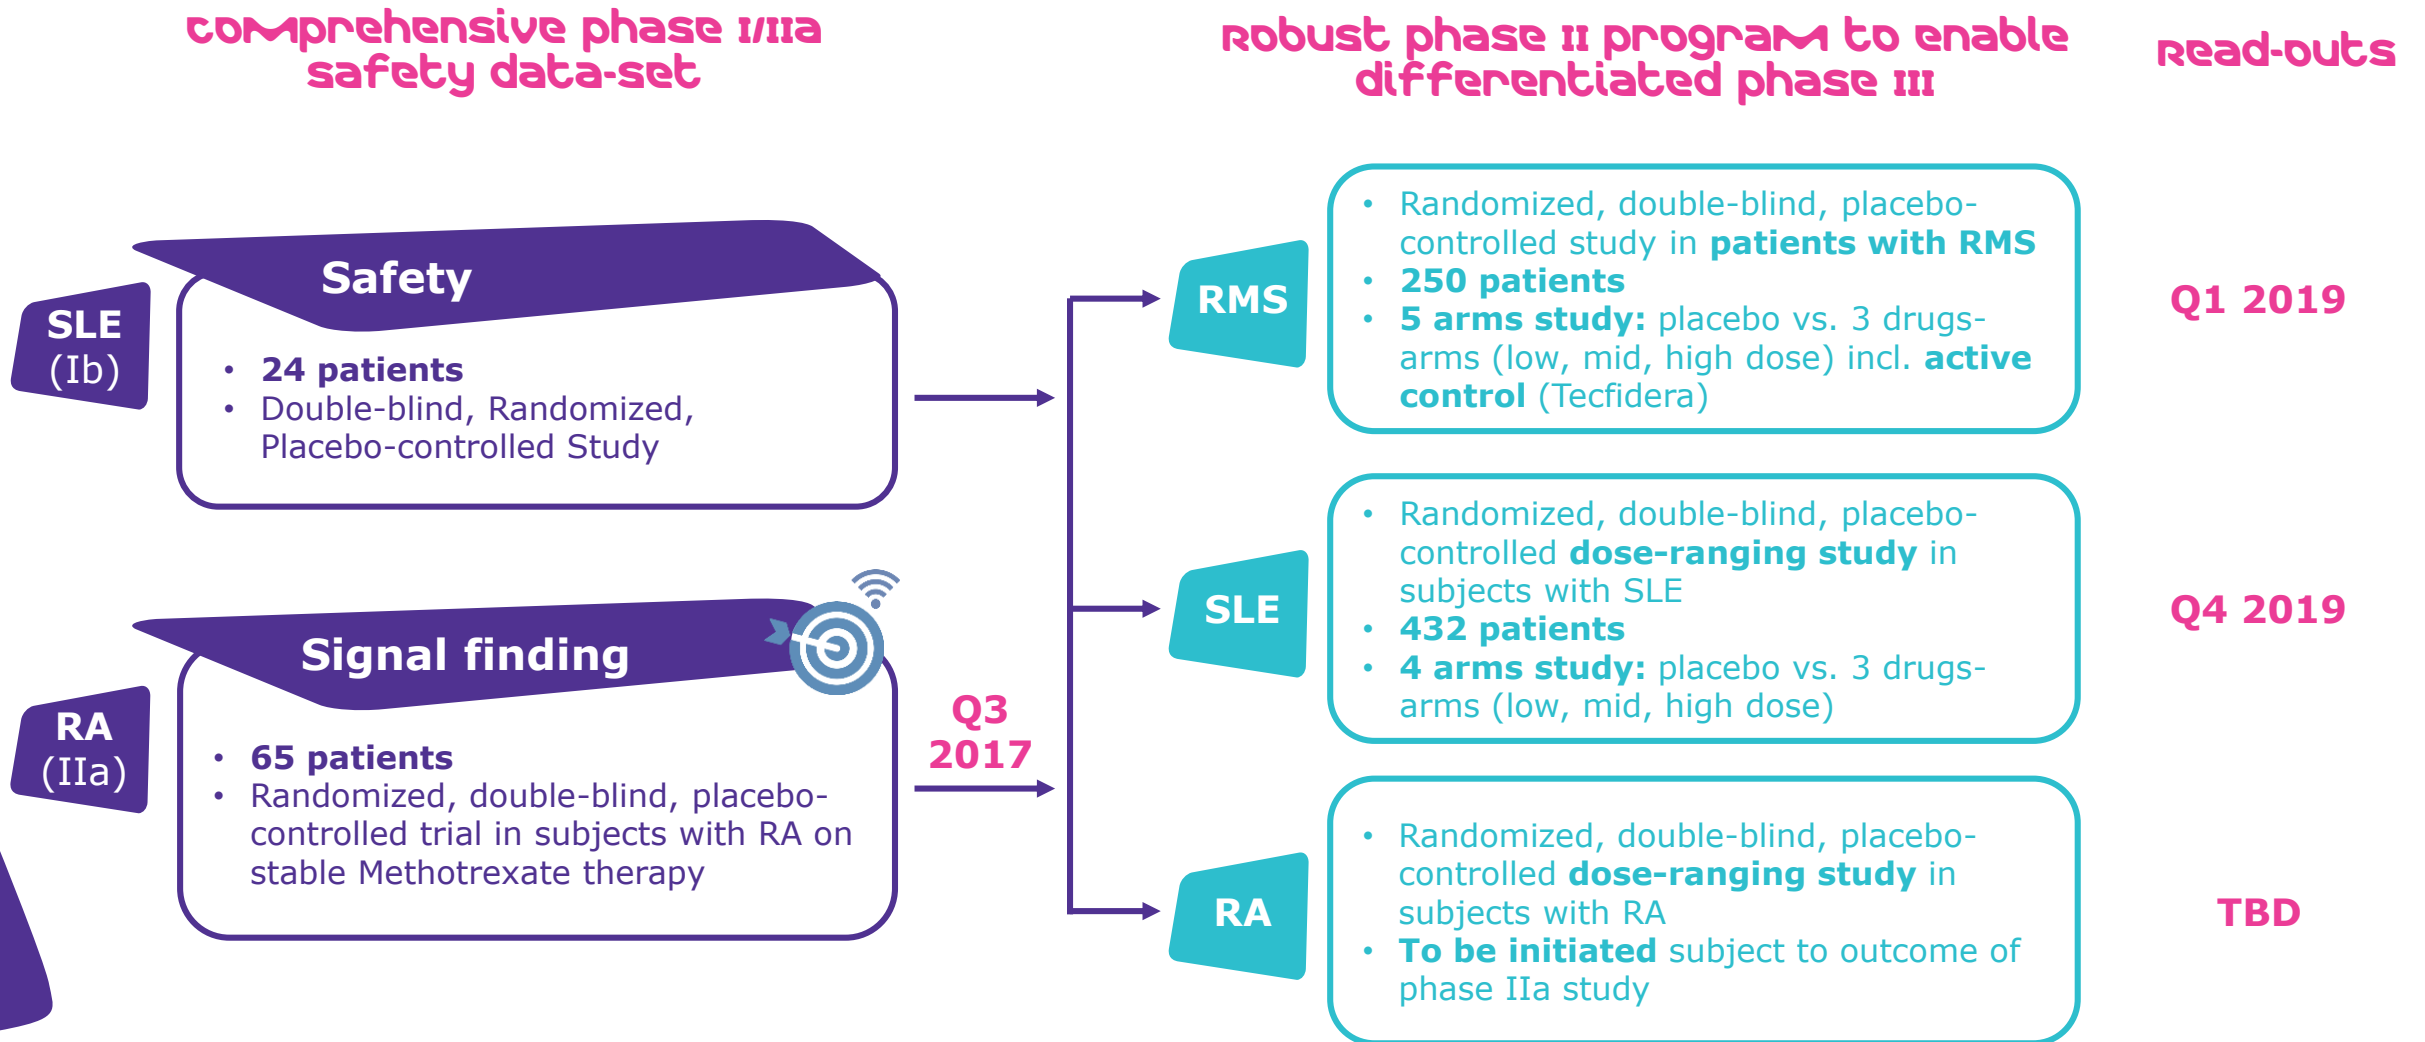 Comprehensive phase I/IIa
safety data-set
Robust phase II program to enable
differentiated phase III
Read-outs
Safety
SLE
(Ib)
• 24 patients
• Double-blind, Randomized,
Placebo-controlled Study
Signal finding
RA
(IIa)
• 65 patients
• Randomized, double-blind, placebo-
controlled trial in subjects with RA on
stable Methotrexate therapy
Q3
2017
RMS
• Randomized, double-blind, placebo-
controlled study in patients with RMS
• 250 patients
• 5 arms study: placebo vs. 3 drugs-
arms (low, mid, high dose) incl. active
control (Tecfidera)
Q1 2019
SLE
• Randomized, double-blind, placebo-
controlled dose-ranging study in
subjects with SLE
• 432 patients
• 4 arms study: placebo vs. 3 drugs-
arms (low, mid, high dose)
Q4 2019
RA
• Randomized, double-blind, placebo-
controlled dose-ranging study in
subjects with RA
• To be initiated subject to outcome of
phase IIa study
TBD